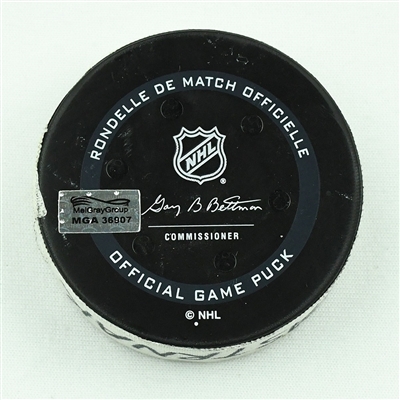 RONDELLE DE MATCH OFFICIELLE
NHL
MeiGrayGroup
MGA 36907
Gary B Bettman
COMMISSIONER
OFFICIAL GAME PUCK
© NHL